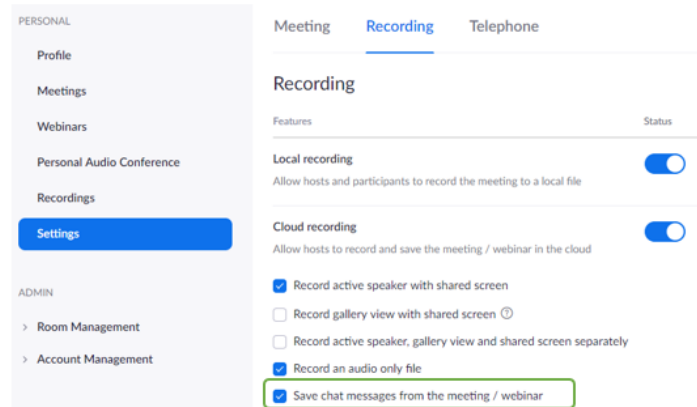 PERSONAL
Profile
Meetings
Webinars
Personal Audio Conference
Recordings
Settings
ADMIN
> Room Management
> Account Management
Meeting Recording Telephone
Recording
Features Status
Local recording
Allow hosts and participants to record the meeting to a local file
Cloud recording
Allow hosts to record and save the meeting / webinar in the cloud
Record active speaker with shared screen
Record gallery view with shared screen ?
Record active speaker, gallery view and shared screen separately
Record an audio only file
Save chat messages from the meeting / webinar